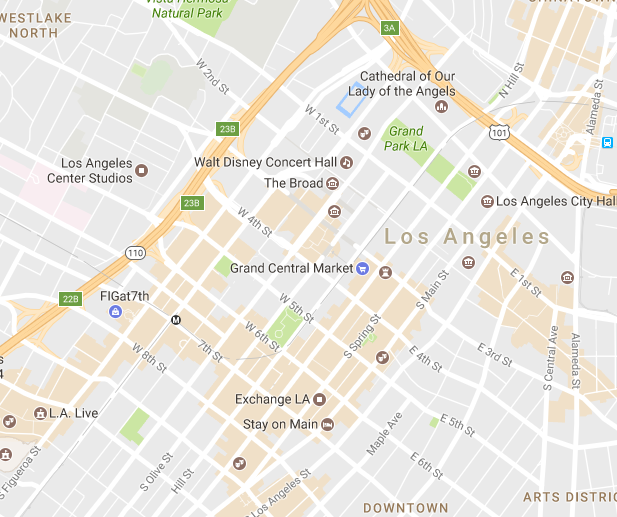 Vista Hermosa
Natural Park
CHINATOWN
WESTLAKE
NORTH
3A
W 2nd St
Cathedral of Our
Lady of the Angels
N Hill St
Alameda St
W 1st St
23B
101
Grand
Park LA
Walt Disney Concert Hall
Los Angeles
Center Studios
The Broad
23B
Los Angeles City Hall
W 4th St
Los Angeles
110
Grand Central Market
S Main St
E 1st St
22B
FIGat7th
W 5th St
M
W 6th St
S Spring St
7th St
W 8th St
E 4th St
E 3rd St
S Central Ave
Alameda St
s
4
Exchange LA
L.A. Live
Stay on Main
Maple Ave
E 5th St
S Figueroa St
S Olive St
Hill St
E 6th St
S Los Angeles St
DOWNTOWN
ARTS DISTRIC